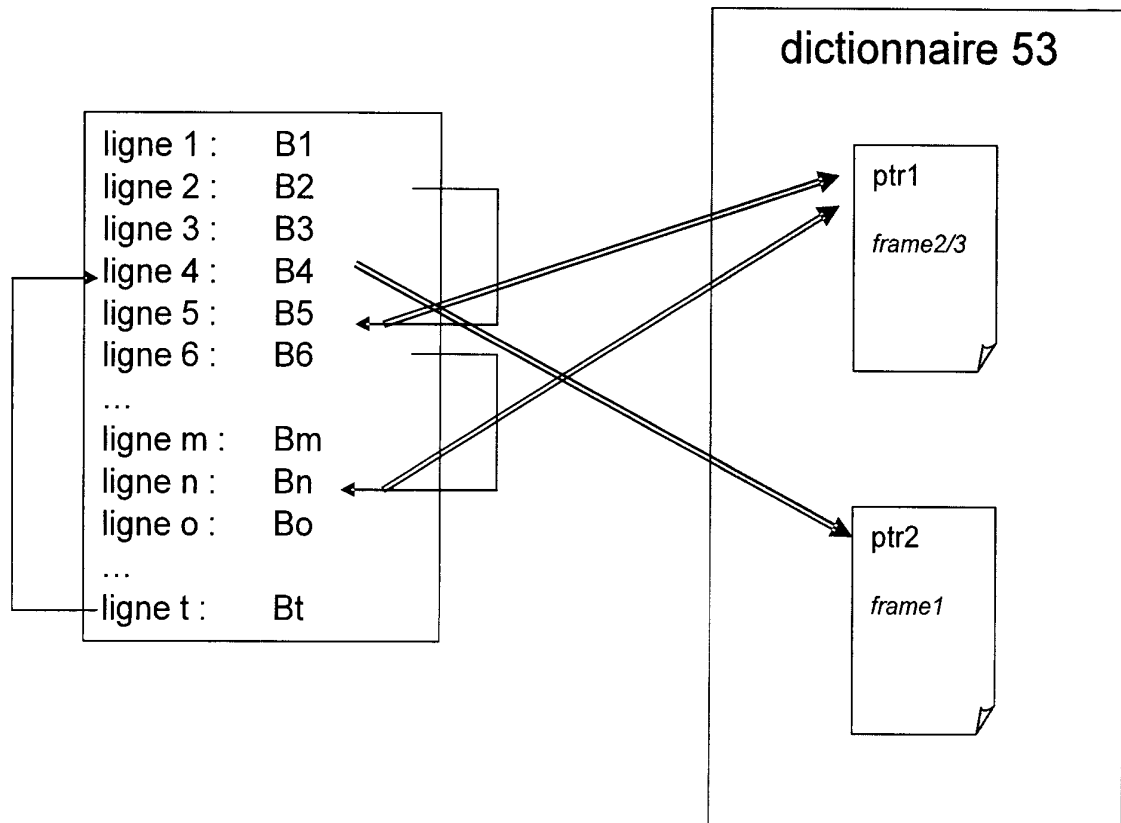 dictionnaire 53
ligne 1 : B1
ligne 2 : B2
ligne 3 : B3
ligne 4 : B4
ligne 5 : B5
ligne 6 : B6
...
ligne m : Bm
ligne n : Bn
ligne o : Bo
...
ligne t : Bt
ptr1
frame2/3
ptr2
frame1